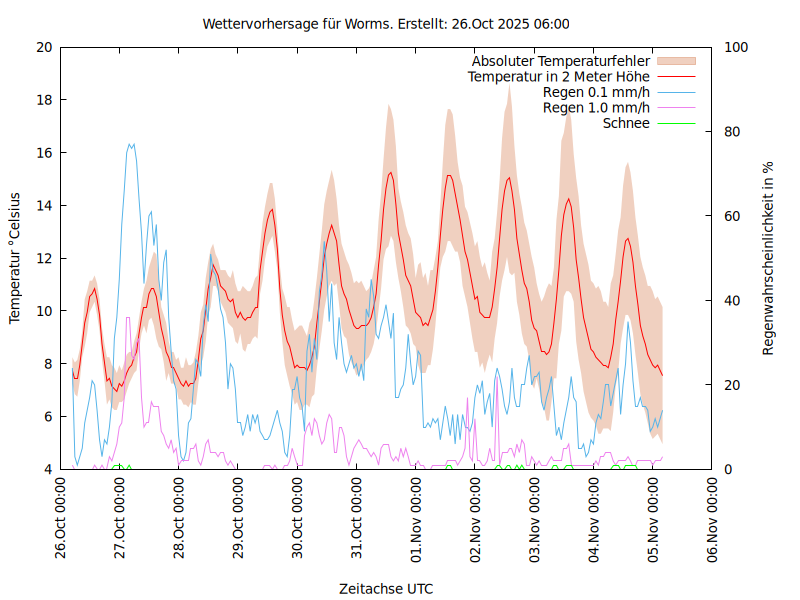 Wettervorhersage für Worms. Erstellt: 26.Oct 2025 06:00
Absoluter Temperaturfehler
Temperatur in 2 Meter Höhe
Regen 0.1 mm/h
Regen 1.0 mm/h
Schnee
Temperatur °Celsius
20
18
16
14
12
10
8
6
4
100
80
60
40
20
0
Regenwahrscheinlichkeit in %
26.Oct 00:00
27.Oct 00:00
28.Oct 00:00
29.Oct 00:00
30.Oct 00:00
31.Oct 00:00
01.Nov 00:00
02.Nov 00:00
03.Nov 00:00
04.Nov 00:00
05.Nov 00:00
06.Nov 00:00
Zeitachse UTC